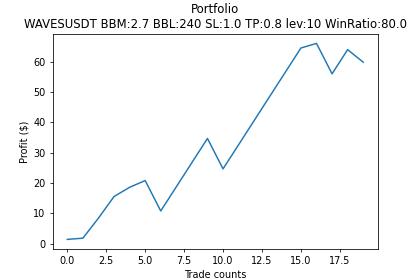 Portfolio
WAVESUSDT BBM:2.7 BBL:240 SL:1.0 TP:0.8 lev:10 WinRatio:80.0
60
50
40
30
20
10
0
Profit ($)
0.0 2.5 5.0 7.5 10.0 12.5 15.0 17.5
Trade counts